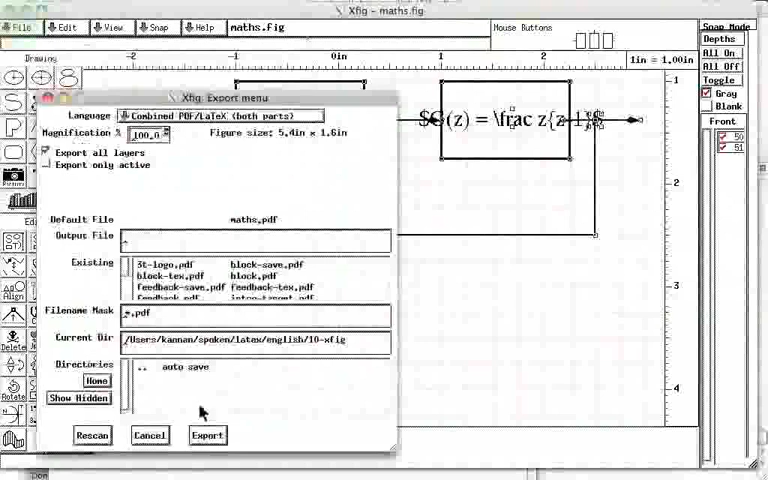 Xfig - maths.fig
File Edit View Snap Help maths.fig
Mouse Buttons
Snap Mode
Drawing
-1 0in 1 2
1in = 1.00in
Depths
All On
All Off
Toggle
Gray
Blank
Front
50
51
1
2
3
4
$G(z) = \frac z{z-1}$
Xfig: Export menu
Language Combined PDF/LaTeX (both parts)
Magnification % 100.0 Figure size: 5.4in x 1.6in
Export all layers
Export only active
Default File maths.pdf
Output File
Existing
3t-logo.pdf block-save.pdf
block-tex.pdf block.pdf
feedback-save.pdf feedback-tex.pdf
feedback.pdf
Filename Mask *.pdf
Current Dir /Users/kannan/spoken/latex/english/10-xfig
Directories
.. auto save
Home
Show Hidden
Rescan Cancel Export
Align
Delete
Rotate